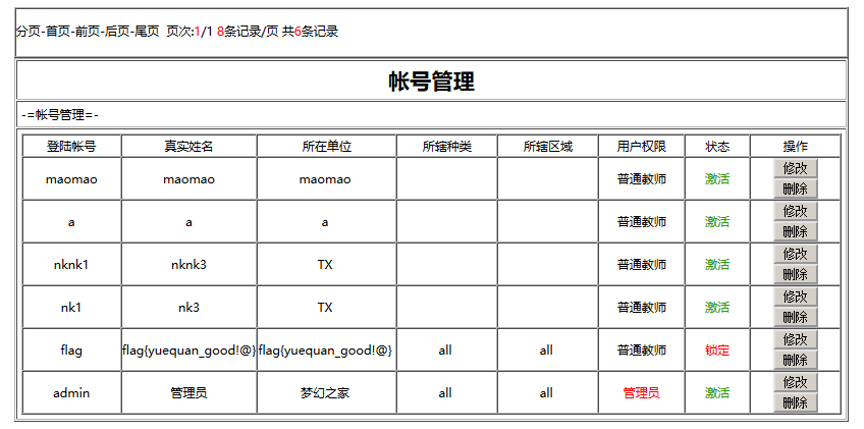 分页-首页-前页-后页-尾页 页次:1/1 8条记录/页 共6条记录
帐号管理
-=帐号管理=-
登陆帐号 真实姓名 所在单位 所辖种类 所辖区域 用户权限 状态 操作
maomao maomao maomao 普通教师 激活 修改
删除
a a a 普通教师 激活 修改
删除
nknk1 nknk3 TX 普通教师 激活 修改
删除
nk1 nk3 TX 普通教师 激活 修改
删除
flag flag{yuequan_good!@} flag{yuequan_good!@} all all 普通教师 锁定 修改
删除
admin 管理员 梦幻之家 all all 管理员 激活 修改
删除